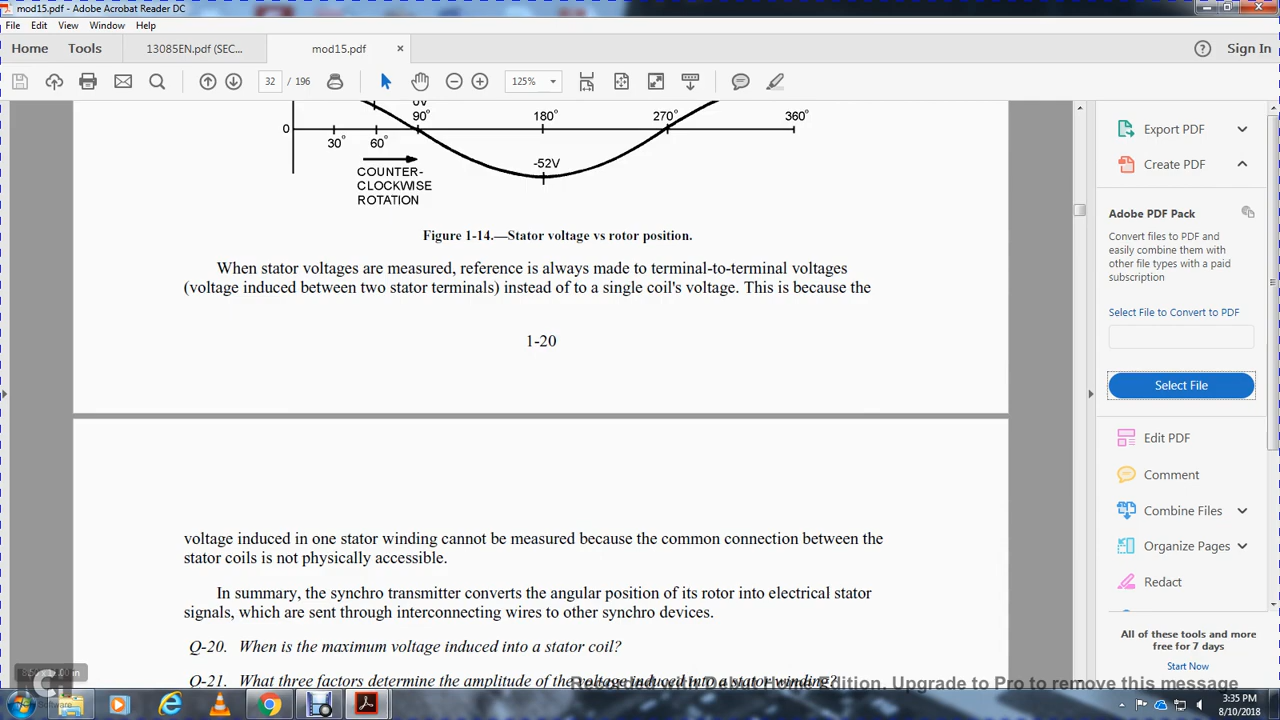 mod15.pdf - Adobe Acrobat Reader DC
File Edit View Window Help
Home Tools 13085EN.pdf (SEC... mod15.pdf × Sign In
32 / 196 125%
0V
90° 180° 270° 360°
0
30° 60°
-52V
COUNTER-
CLOCKWISE
ROTATION
Figure 1-14.—Stator voltage vs rotor position.
When stator voltages are measured, reference is always made to terminal-to-terminal voltages
(voltage induced between two stator terminals) instead of to a single coil's voltage. This is because the
1-20
voltage induced in one stator winding cannot be measured because the common connection between the
stator coils is not physically accessible.
In summary, the synchro transmitter converts the angular position of its rotor into electrical stator
signals, which are sent through interconnecting wires to other synchro devices.
Q-20. When is the maximum voltage induced into a stator coil?
Q-21. What three factors determine the amplitude of the voltage induced into a stator winding?
Export PDF
Create PDF
Adobe PDF Pack
Convert files to PDF and
easily combine them with
other file types with a paid
subscription
Select File to Convert to PDF
Select File
Edit PDF
Comment
Combine Files
Organize Pages
Redact
All of these tools and more
free for 7 days
Start Now
Edition, Upgrade to Pro to remove this message
3:35 PM
8/10/2018